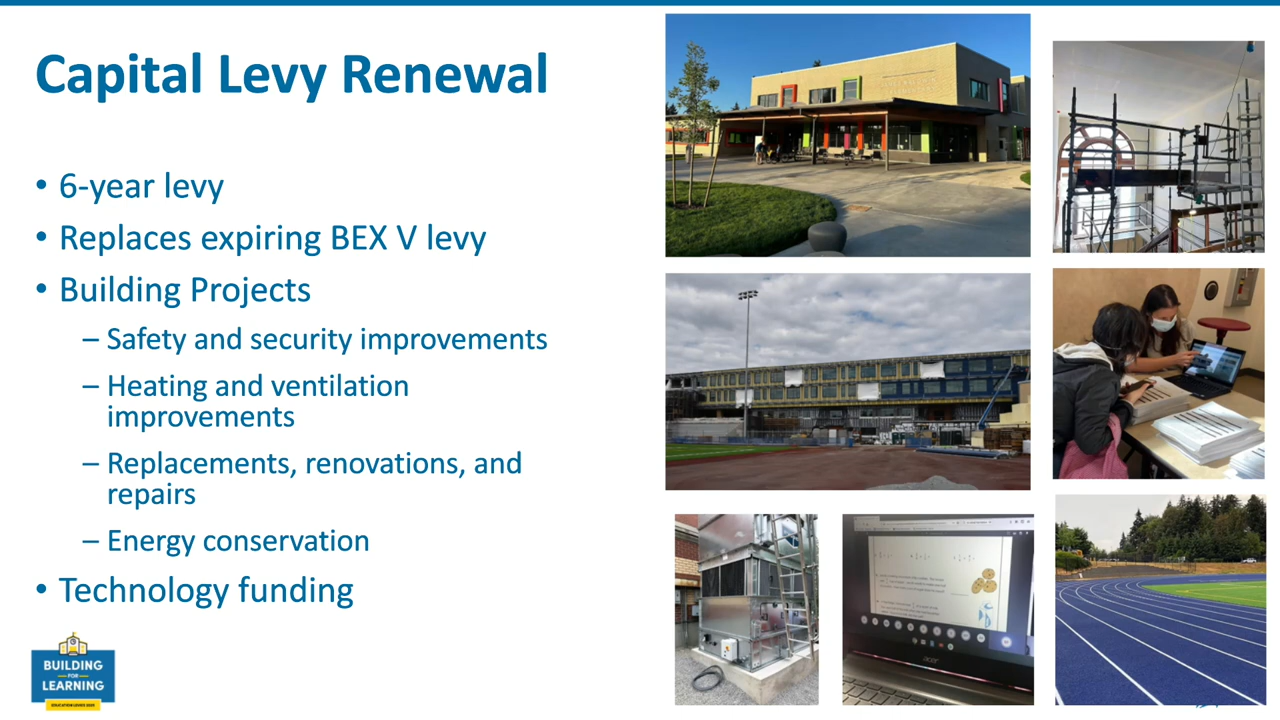 Capital Levy Renewal
• 6-year levy
• Replaces expiring BEX V levy
• Building Projects
– Safety and security improvements
– Heating and ventilation
improvements
– Replacements, renovations, and
repairs
– Energy conservation
• Technology funding
BUILDING
FOR
LEARNING
acer